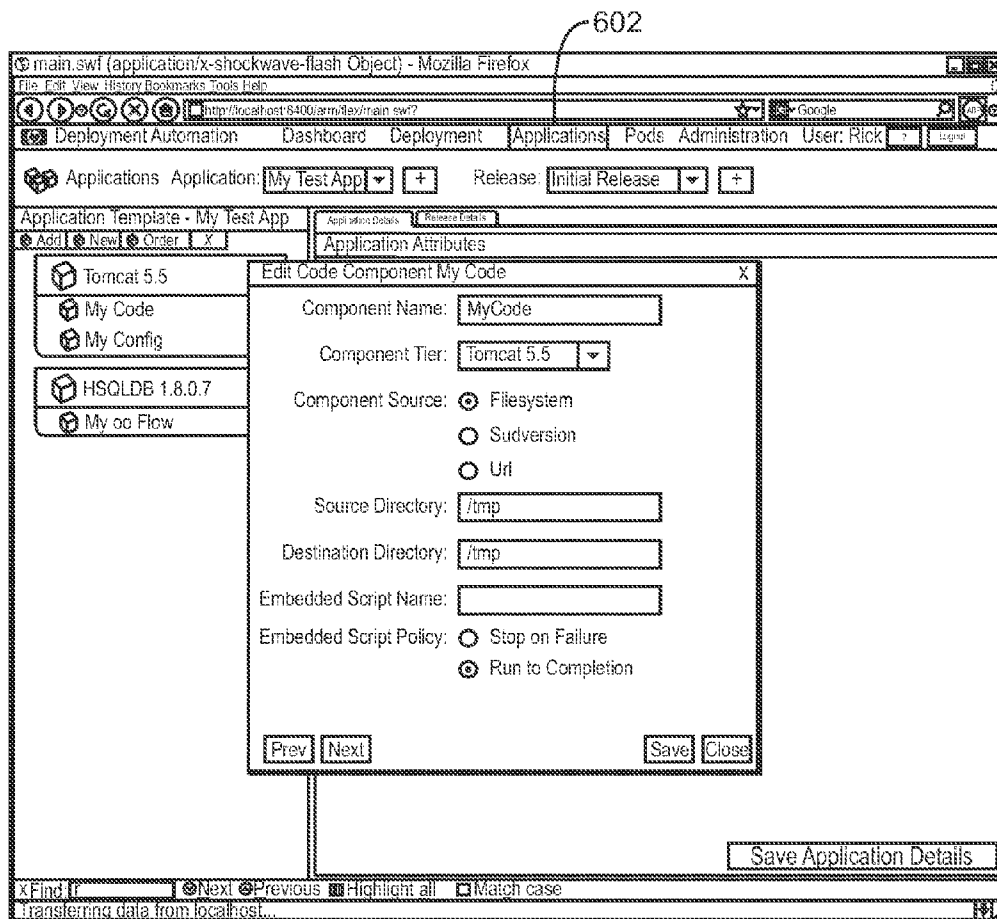 602
main.swf (application/x-shockwave-flash Object) - Mozilla Firefox
File Edit View History Bookmarks Tools Help
http://localhost:8400/arm/flex/main swf? Google
Deployment Automation Dashboard Deployment Applications Pods Administration User: Rick ? Logout
Applications Application: My Test App + Release: Initial Release +
Application Template - My Test App Application Details Release Details
Add New Order X Application Attributes
Edit Code Component My Code X
Tomcat 5.5
My Code
My Config
HSQLDB 1.8.0.7
My oo Flow
Component Name: MyCode
Component Tier: Tomcat 5.5
Component Source: Filesystem
Sudversion
Url
Source Directory: /tmp
Destination Directory: /tmp
Embedded Script Name:
Embedded Script Policy: Stop on Failure
Run to Completion
Prev Next Save Close
Save Application Details
X Find Next Previous Highlight all Match case
Transferring data from localhost...